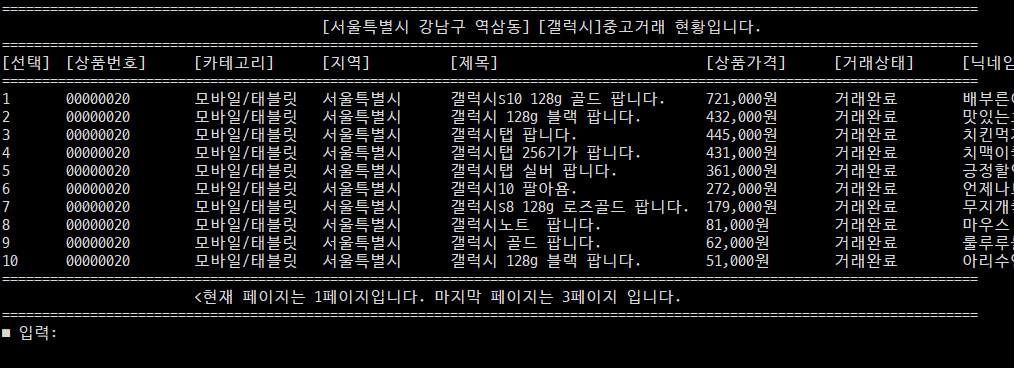 [서울특별시 강남구 역삼동] [갤럭시]중고거래 현황입니다.
[선택] [상품번호] [카테고리] [지역] [제목] [상품가격] [거래상태] [닉네임
1 00000020 모바일/태블릿 서울특별시 갤럭시s10 128g 골드 팝니다. 721,000원 거래완료 배부른
2 00000020 모바일/태블릿 서울특별시 갤럭시 128g 블랙 팝니다. 432,000원 거래완료 맛있는
3 00000020 모바일/태블릿 서울특별시 갤럭시탭 팝니다. 445,000원 거래완료 치킨먹
4 00000020 모바일/태블릿 서울특별시 갤럭시탭 256기가 팝니다. 431,000원 거래완료 치맥이
5 00000020 모바일/태블릿 서울특별시 갤럭시탭 실버 팝니다. 361,000원 거래완료 긍정할
6 00000020 모바일/태블릿 서울특별시 갤럭시10 팔아욤. 272,000원 거래완료 언제나
7 00000020 모바일/태블릿 서울특별시 갤럭시s8 128g 로즈골드 팝니다. 179,000원 거래완료 무지개
8 00000020 모바일/태블릿 서울특별시 갤럭시노트 팝니다. 81,000원 거래완료 마우스
9 00000020 모바일/태블릿 서울특별시 갤럭시 골드 팝니다. 62,000원 거래완료 룰루루
10 00000020 모바일/태블릿 서울특별시 갤럭시 128g 블랙 팝니다. 51,000원 거래완료 아리수
<현재 페이지는 1페이지입니다. 마지막 페이지는 3페이지 입니다.
■ 입력: